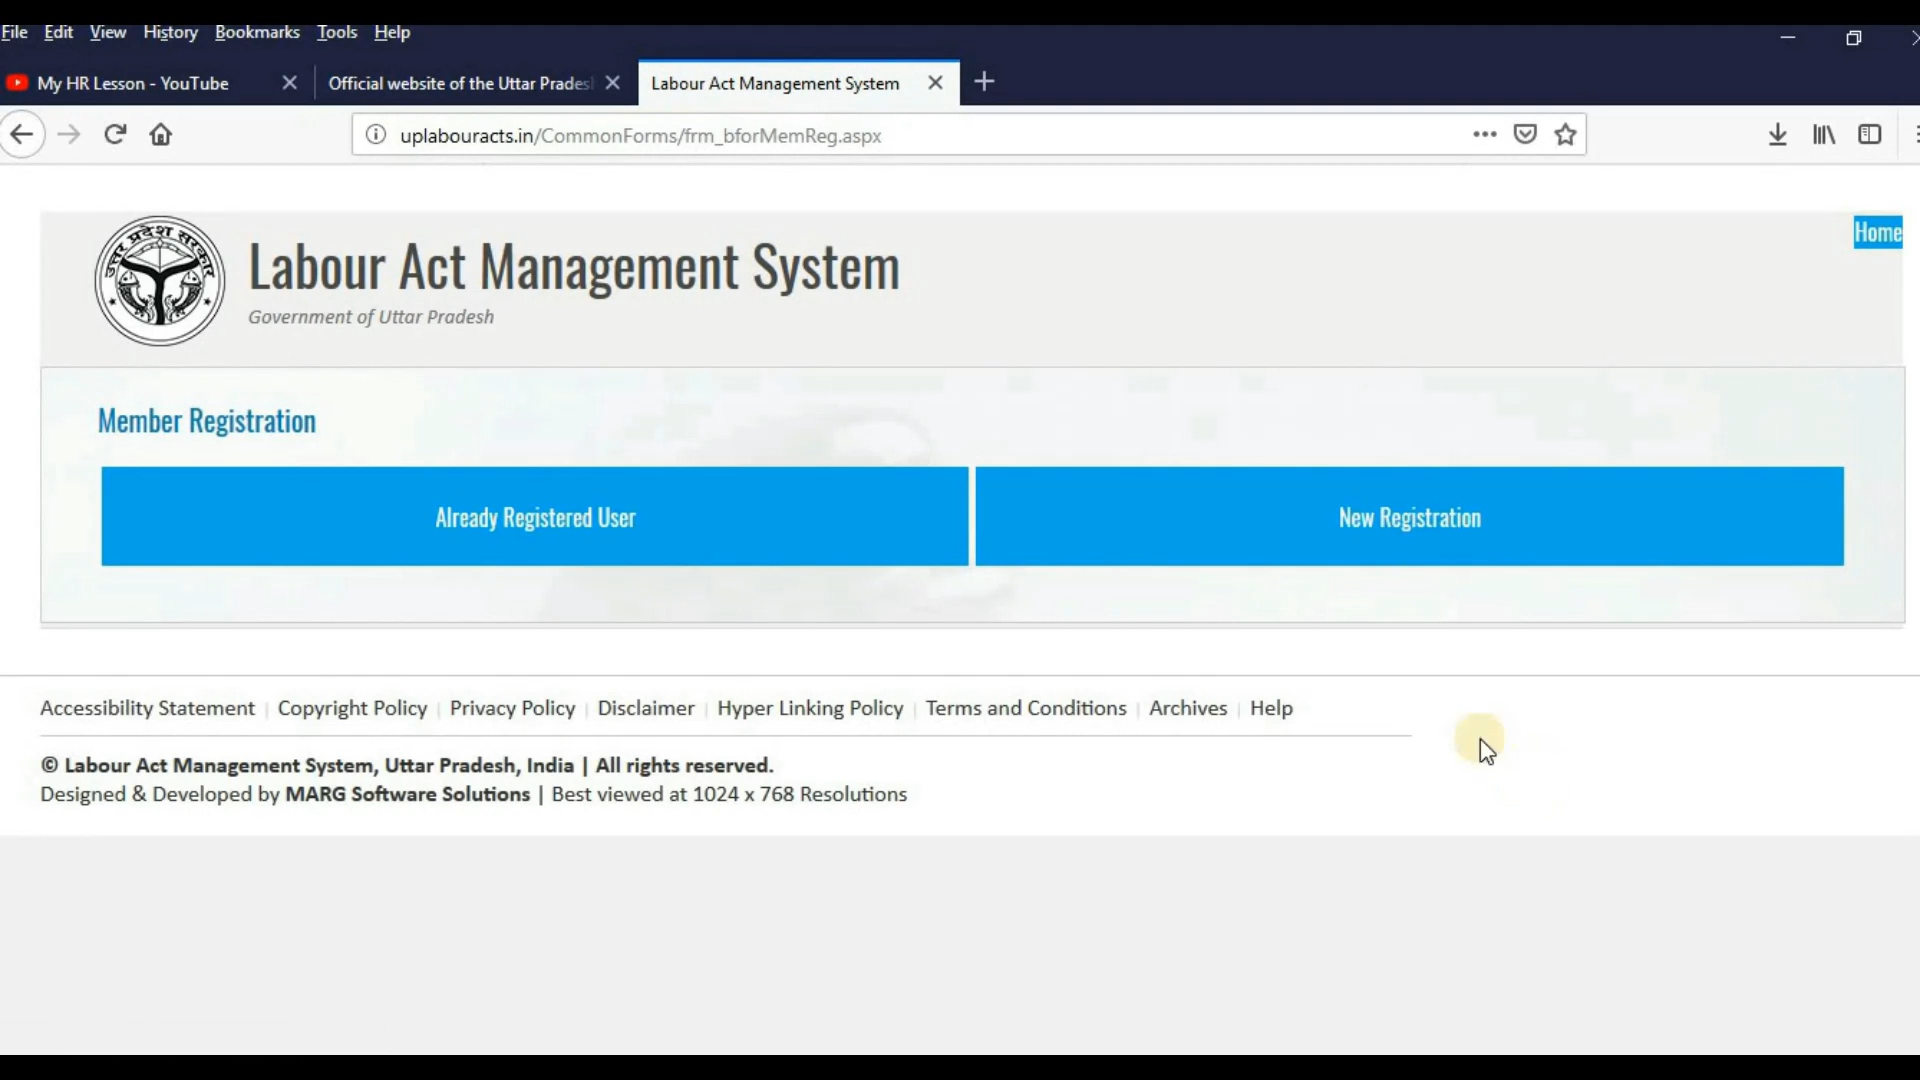 File Edit View History Bookmarks Tools Help
My HR Lesson - YouTube
Official website of the Uttar Prades
Labour Act Management System
uplabouracts.in/CommonForms/frm_bforMemReg.aspx
उत्तर प्रदेश सरकार
Labour Act Management System
Home
Government of Uttar Pradesh
Member Registration
Already Registered User
New Registration
Accessibility Statement | Copyright Policy | Privacy Policy | Disclaimer | Hyper Linking Policy | Terms and Conditions | Archives | Help
© Labour Act Management System, Uttar Pradesh, India | All rights reserved.
Designed & Developed by MARG Software Solutions | Best viewed at 1024 x 768 Resolutions